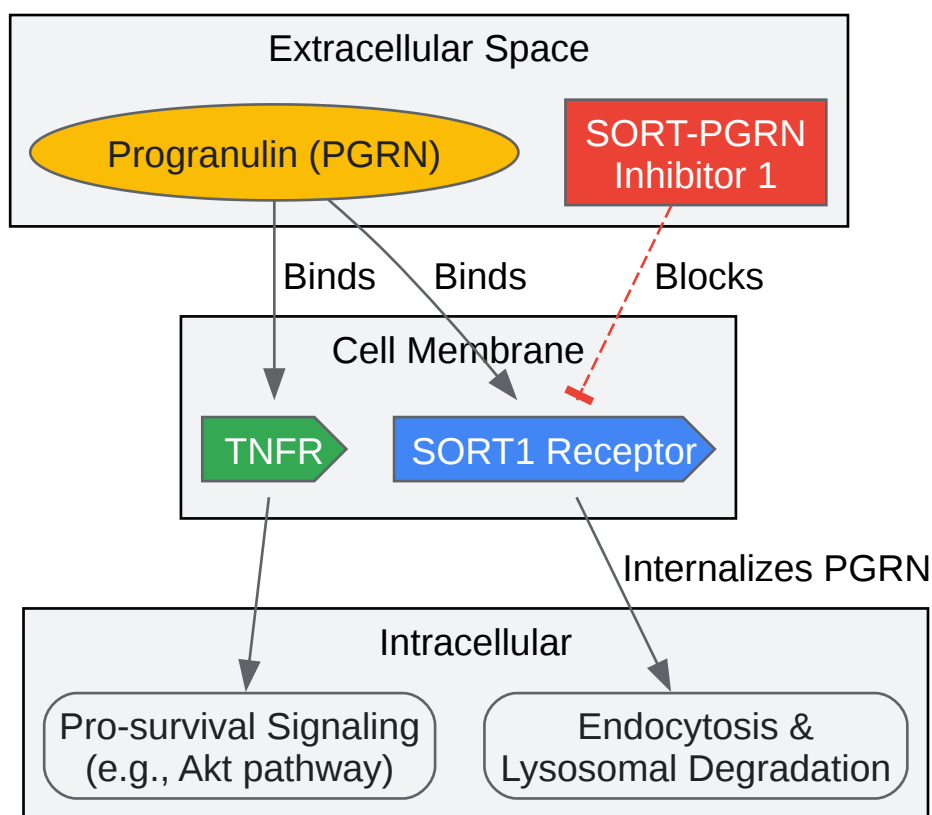 Extracellular Space
Progranulin (PGRN)
SORT-PGRN
Inhibitor 1
Binds
Binds
Blocks
Cell Membrane
TNFR
SORT1 Receptor
Internalizes PGRN
Intracellular
Pro-survival Signaling
(e.g., Akt pathway)
Endocytosis &
Lysosomal Degradation